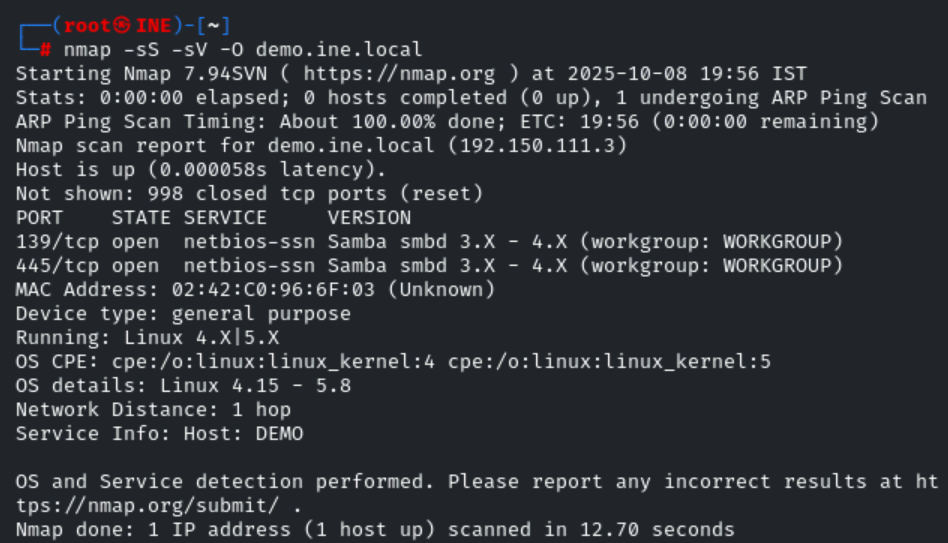 ┌──(root㉿INE)-[~]
└─# nmap -sS -sV -O demo.ine.local
Starting Nmap 7.94SVN ( https://nmap.org ) at 2025-10-08 19:56 IST
Stats: 0:00:00 elapsed; 0 hosts completed (0 up), 1 undergoing ARP Ping Scan
ARP Ping Scan Timing: About 100.00% done; ETC: 19:56 (0:00:00 remaining)
Nmap scan report for demo.ine.local (192.150.111.3)
Host is up (0.000058s latency).
Not shown: 998 closed tcp ports (reset)
PORT    STATE SERVICE     VERSION
139/tcp open  netbios-ssn Samba smbd 3.X - 4.X (workgroup: WORKGROUP)
445/tcp open  netbios-ssn Samba smbd 3.X - 4.X (workgroup: WORKGROUP)
MAC Address: 02:42:C0:96:6F:03 (Unknown)
Device type: general purpose
Running: Linux 4.X|5.X
OS CPE: cpe:/o:linux:linux_kernel:4 cpe:/o:linux:linux_kernel:5
OS details: Linux 4.15 - 5.8
Network Distance: 1 hop
Service Info: Host: DEMO

OS and Service detection performed. Please report any incorrect results at ht
tps://nmap.org/submit/ .
Nmap done: 1 IP address (1 host up) scanned in 12.70 seconds